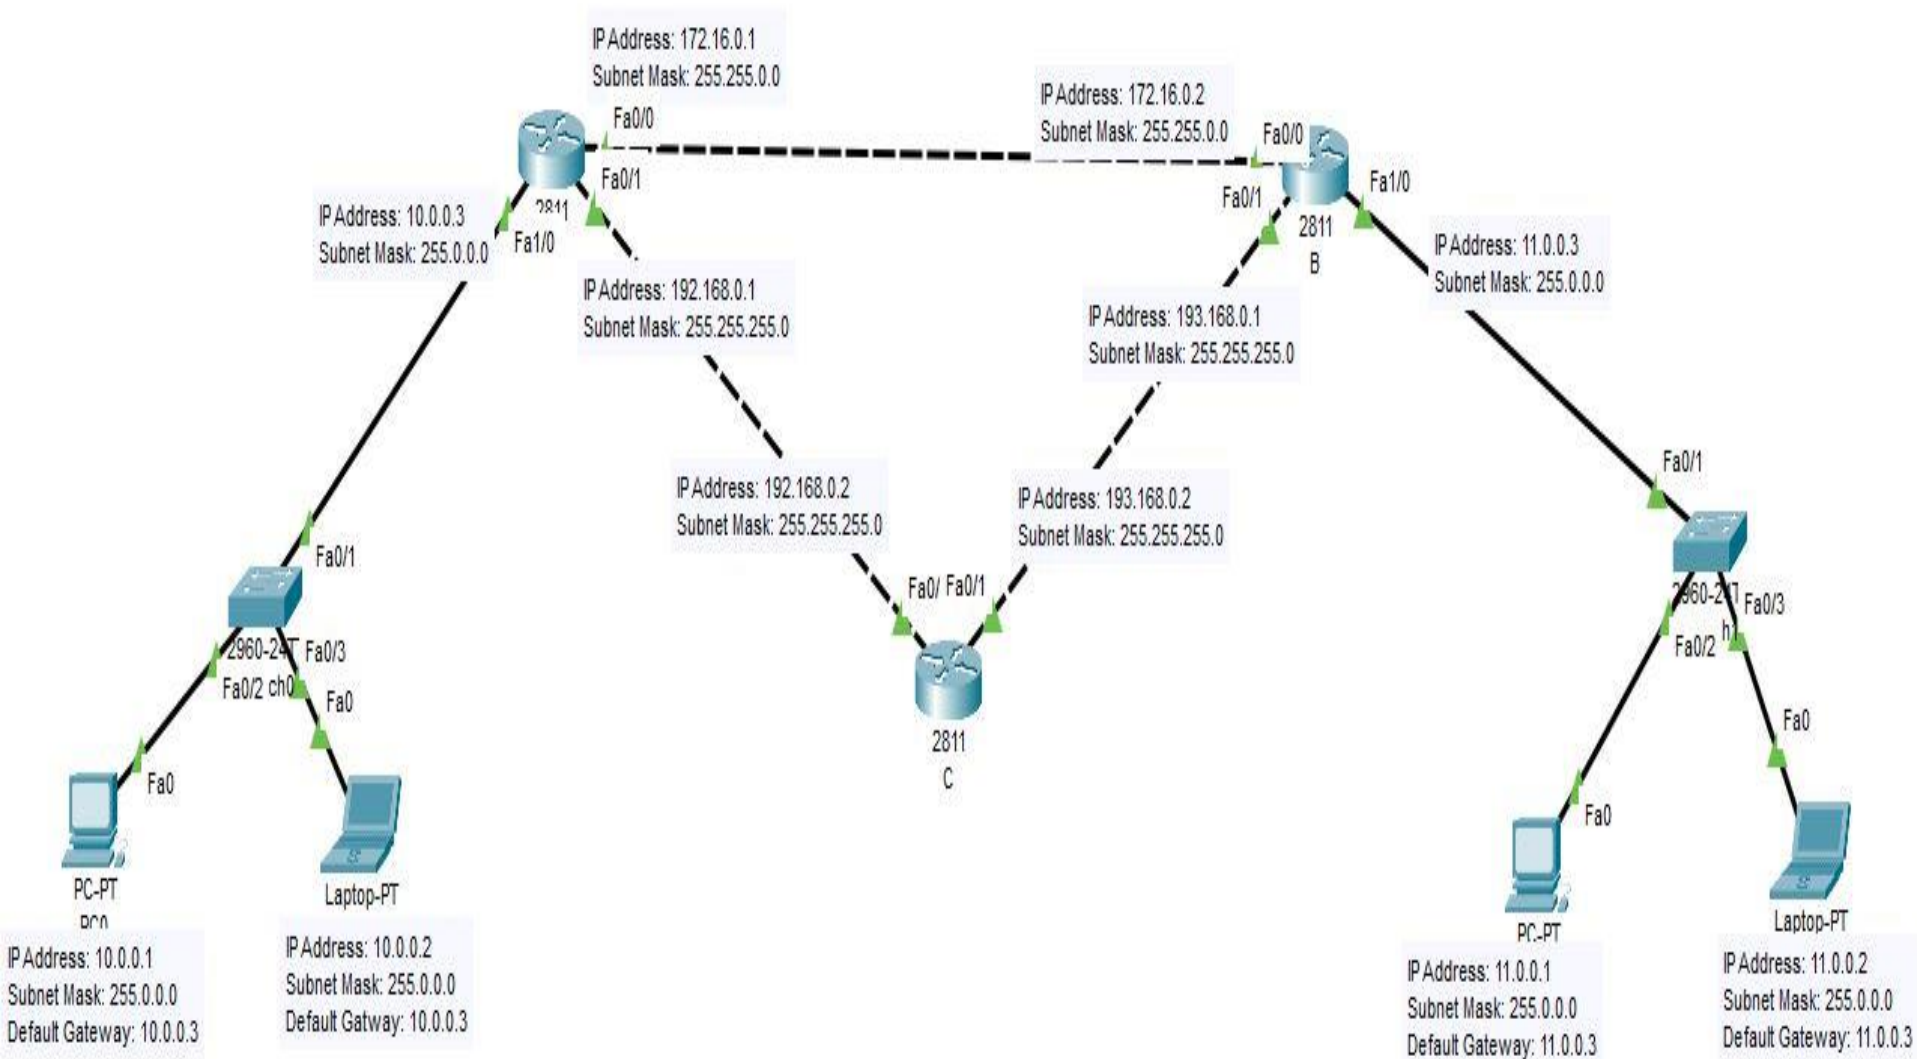 IP Address: 172.16.0.1
Subnet Mask: 255.255.0.0
Fa0/0
Fa0/1
2811
Fa1/0
IP Address: 10.0.0.3
Subnet Mask: 255.0.0.0
IP Address: 172.16.0.2
Subnet Mask: 255.255.0.0
Fa0/0
Fa0/1
Fa1/0
2811
B
IP Address: 11.0.0.3
Subnet Mask: 255.0.0.0
IP Address: 192.168.0.1
Subnet Mask: 255.255.255.0
IP Address: 193.168.0.1
Subnet Mask: 255.255.255.0
IP Address: 192.168.0.2
Subnet Mask: 255.255.255.0
IP Address: 193.168.0.2
Subnet Mask: 255.255.255.0
Fa0/ Fa0/1
2811
C
Fa0/1
2960-24T
Fa0/3
Fa0/2 ch0
Fa0
Fa0
PC-PT
PC0
Laptop-PT
IP Address: 10.0.0.1
Subnet Mask: 255.0.0.0
Default Gateway: 10.0.0.3
IP Address: 10.0.0.2
Subnet Mask: 255.0.0.0
Default Gatway: 10.0.0.3
Fa0/1
2960-24T
Fa0/3
Fa0/2
Fa0
Fa0
PC-PT
Laptop-PT
IP Address: 11.0.0.1
Subnet Mask: 255.0.0.0
Default Gateway: 11.0.0.3
IP Address: 11.0.0.2
Subnet Mask: 255.0.0.0
Default Gateway: 11.0.0.3